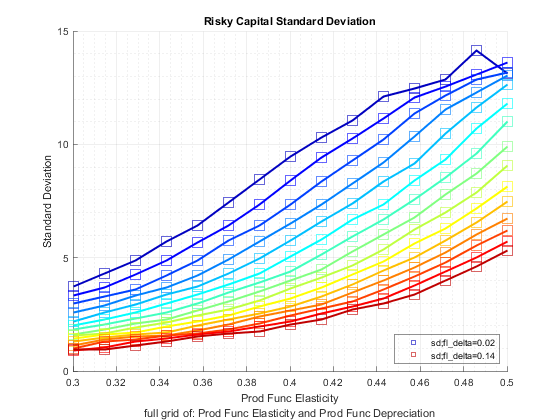 Risky Capital Standard Deviation
15
10
5
0
Standard Deviation
0.3 0.32 0.34 0.36 0.38 0.4 0.42 0.44 0.46 0.48 0.5
sd;fl_delta=0.02
sd;fl_delta=0.14
Prod Func Elasticity
full grid of: Prod Func Elasticity and Prod Func Depreciation